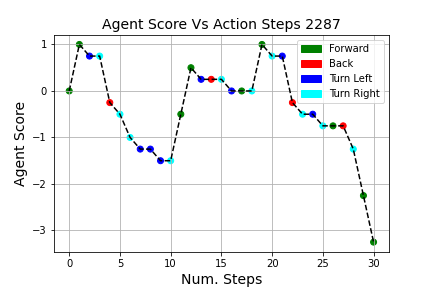 Agent Score Vs Action Steps 2287
Forward
Back
Turn Left
Turn Right
Agent Score
1
0
−1
−2
−3
0 5 10 15 20 25 30
Num. Steps